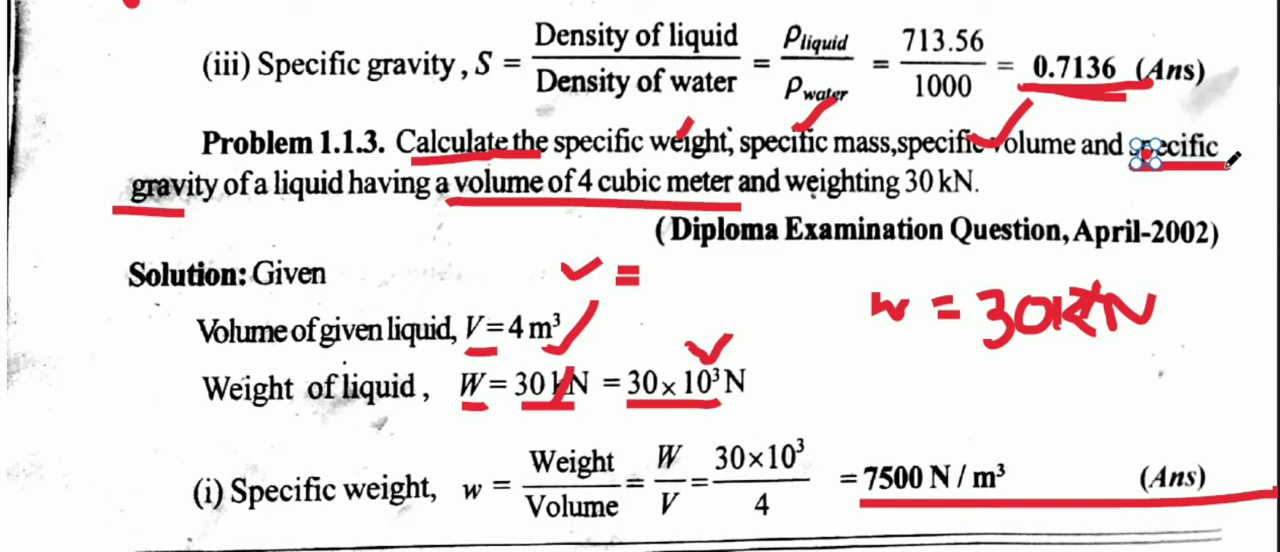 (iii) Specific gravity, S = Density of liquid / Density of water = ρliquid / ρwater = 713.56 / 1000 = 0.7136 (Ans)
Problem 1.1.3. Calculate the specific weight, specific mass, specific volume and specific
gravity of a liquid having a volume of 4 cubic meter and weighting 30 kN.
(Diploma Examination Question, April-2002)
Solution: Given
=
w = 30kN
Volume of given liquid, V = 4 m³
Weight of liquid, W = 30 kN = 30 × 10³ N
(i) Specific weight, w = Weight / Volume = W / V = 30×10³ / 4 = 7500 N / m³ (Ans)